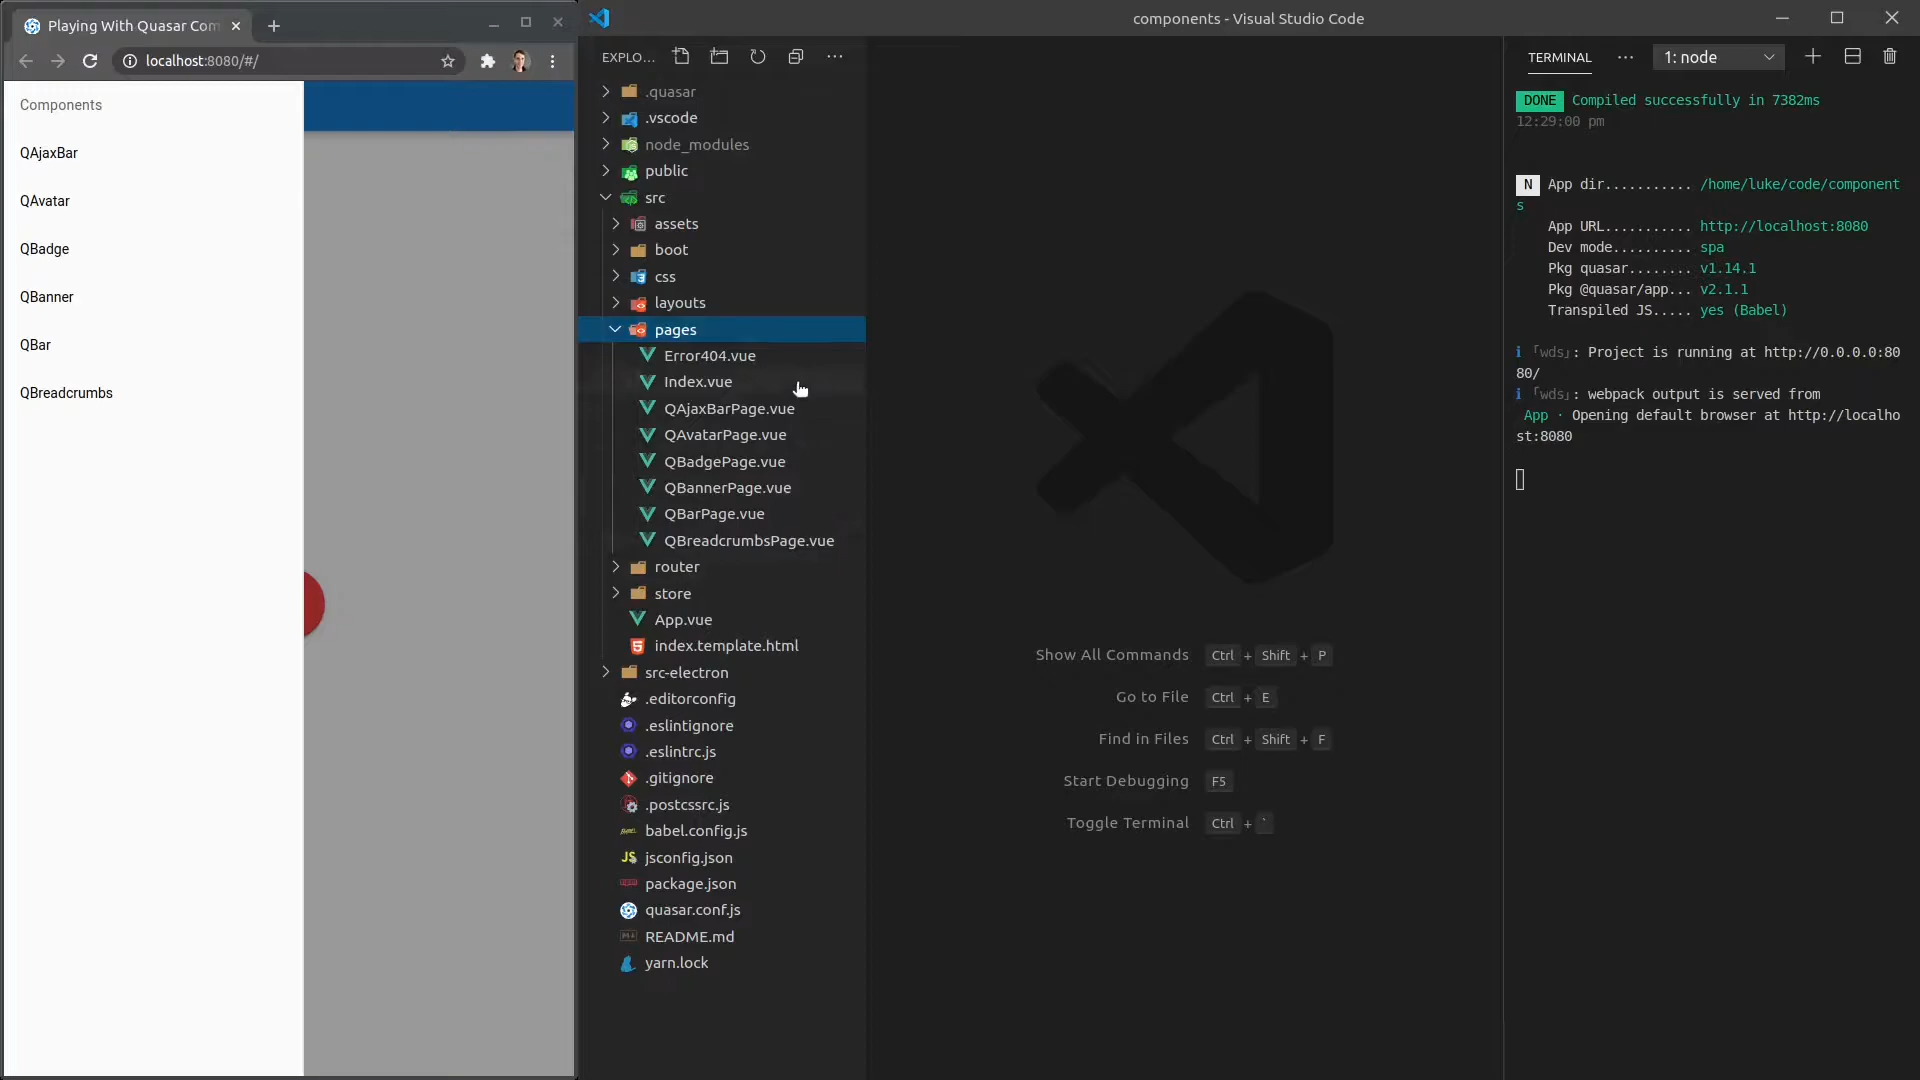 Playing With Quasar Com
localhost:8080/#/
Components
QAjaxBar
QAvatar
QBadge
QBanner
QBar
QBreadcrumbs
components - Visual Studio Code
EXPLO...
.quasar
.vscode
node_modules
public
src
assets
boot
css
layouts
pages
Error404.vue
Index.vue
QAjaxBarPage.vue
QAvatarPage.vue
QBadgePage.vue
QBannerPage.vue
QBarPage.vue
QBreadcrumbsPage.vue
router
store
App.vue
index.template.html
src-electron
.editorconfig
.eslintignore
.eslintrc.js
.gitignore
.postcssrc.js
babel.config.js
jsconfig.json
package.json
quasar.conf.js
README.md
yarn.lock
Show All Commands Ctrl + Shift + P
Go to File Ctrl + E
Find in Files Ctrl + Shift + F
Start Debugging F5
Toggle Terminal Ctrl + `
TERMINAL ··· 1: node
DONE Compiled successfully in 7382ms
12:29:00 pm
N App dir........... /home/luke/code/component
s
App URL........... http://localhost:8080
Dev mode.......... spa
Pkg quasar........ v1.14.1
Pkg @quasar/app... v2.1.1
Transpiled JS..... yes (Babel)
ℹ ｢wds｣: Project is running at http://0.0.0.0:80
80/
ℹ ｢wds｣: webpack output is served from
App · Opening default browser at http://localho
st:8080